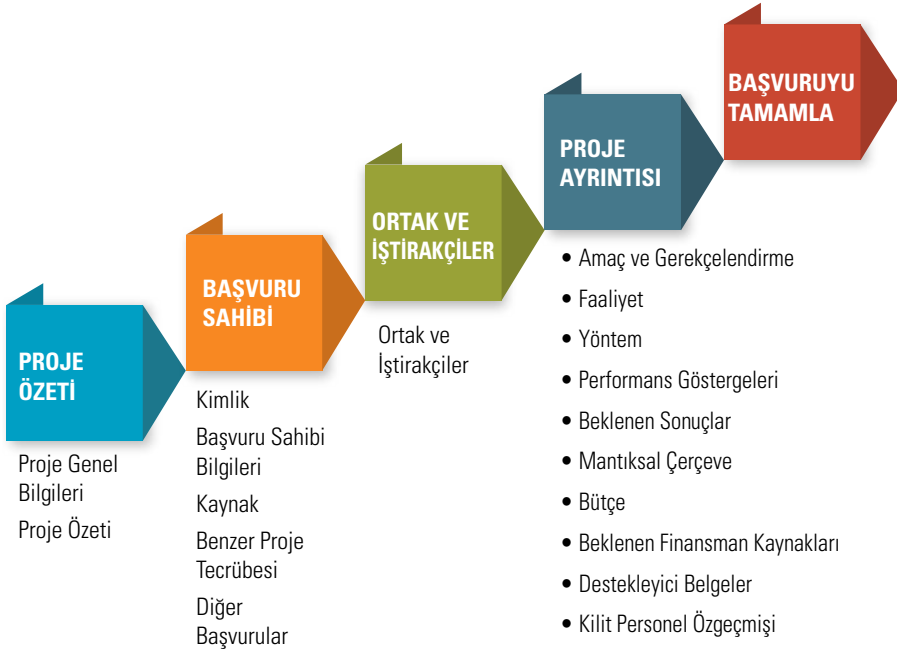 PROJE
ÖZETİ
Proje Genel
Bilgileri
Proje Özeti
BAŞVURU
SAHİBİ
Kimlik
Başvuru Sahibi
Bilgileri
Kaynak
Benzer Proje
Tecrübesi
Diğer
Başvurular
ORTAK VE
İŞTİRAKÇİLER
Ortak ve
İştirakçiler
PROJE
AYRINTISI
• Amaç ve Gerekçelendirme
• Faaliyet
• Yöntem
• Performans Göstergeleri
• Beklenen Sonuçlar
• Mantıksal Çerçeve
• Bütçe
• Beklenen Finansman Kaynakları
• Destekleyici Belgeler
• Kilit Personel Özgeçmişi
BAŞVURUYU
TAMAMLA